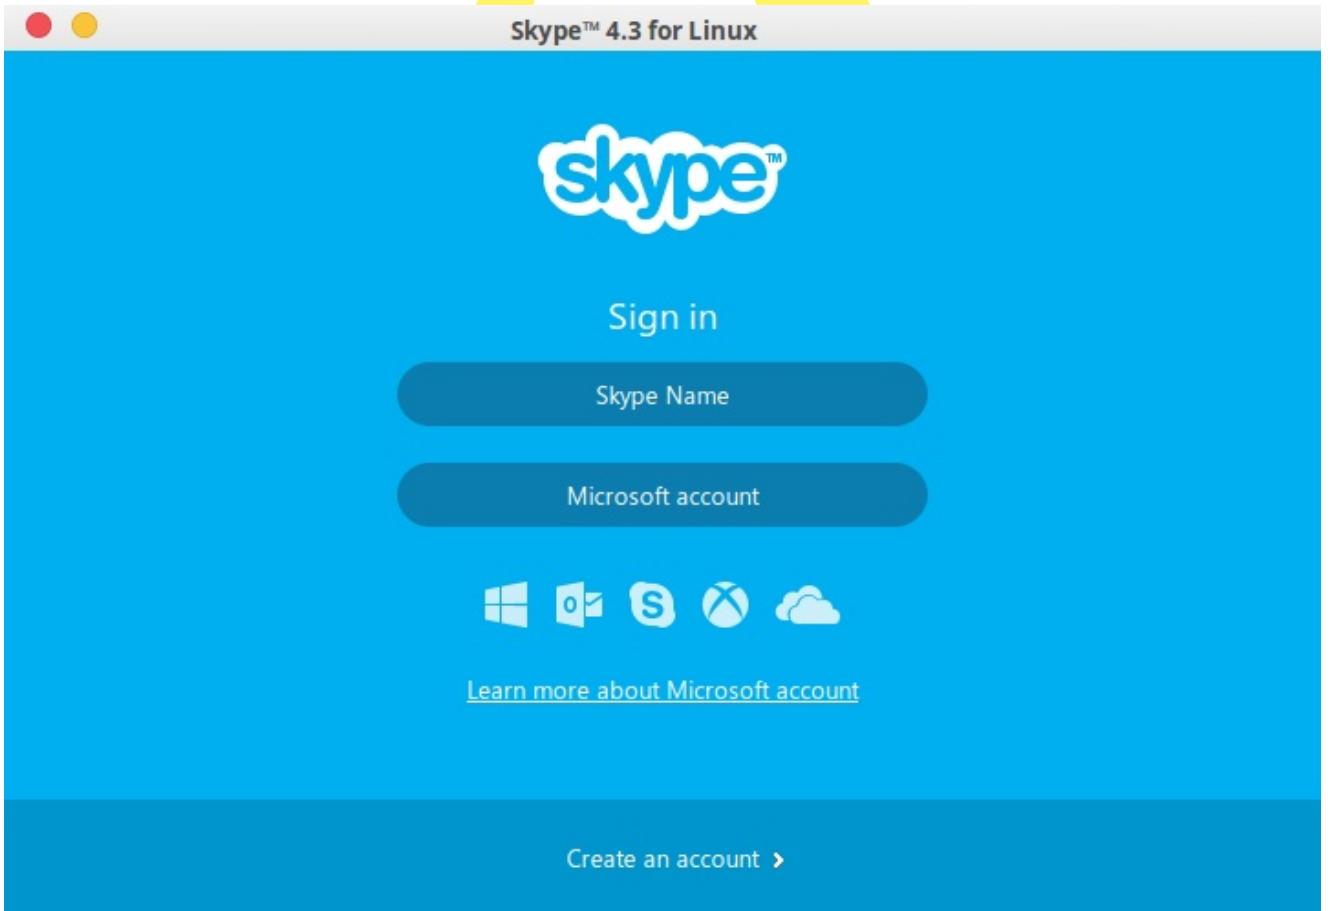 Skype™ 4.3 for Linux
skype™
Sign in
Skype Name
Microsoft account
Learn more about Microsoft account
Create an account